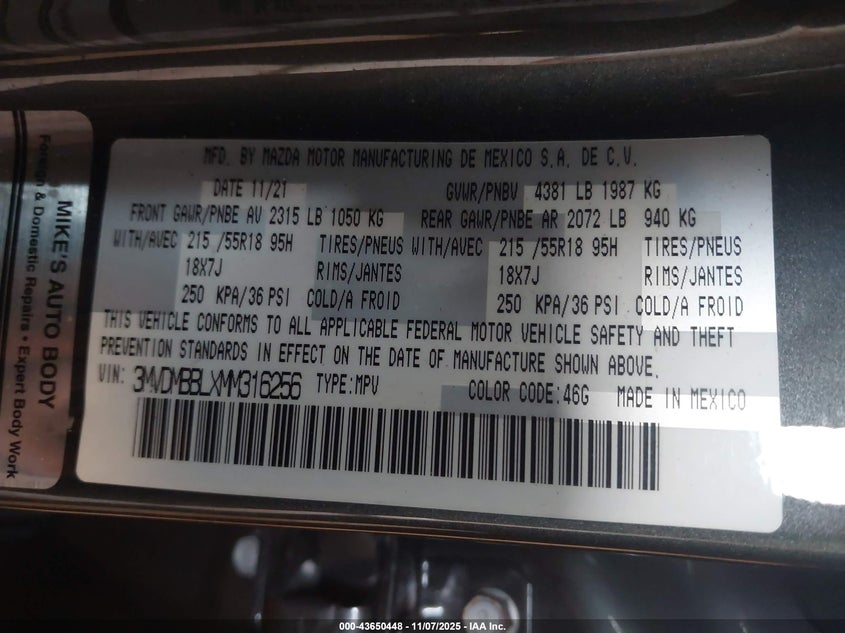 MFD. BY MAZDA MOTOR MANUFACTURING DE MEXICO S.A. DE C.V.
DATE 11/21 GVWR/PNBV 4381 LB 1987 KG
FRONT GAWR/PNBE AV 2315 LB 1050 KG REAR GAWR/PNBE AR 2072 LB 940 KG
WITH/AVEC 215 /55R18 95H TIRES/PNEUS WITH/AVEC 215 /55R18 95H TIRES/PNEUS
18X7J RIMS/JANTES 18X7J RIMS/JANTES
250 KPA/36 PSI COLD/A FROID 250 KPA/36 PSI COLD/A FROID
THIS VEHICLE CONFORMS TO ALL APPLICABLE FEDERAL MOTOR VEHICLE SAFETY AND THEFT
PREVENTION STANDARDS IN EFFECT ON THE DATE OF MANUFACTURE SHOWN ABOVE.
VIN: 3MVDMBBLXMM316256 TYPE:MPV COLOR CODE:46G MADE IN MEXICO
MIKE'S AUTO BODY
Foreign & Domestic Repairs • Expert Body Work
000-43650448 - 11/07/2025 - IAA Inc.